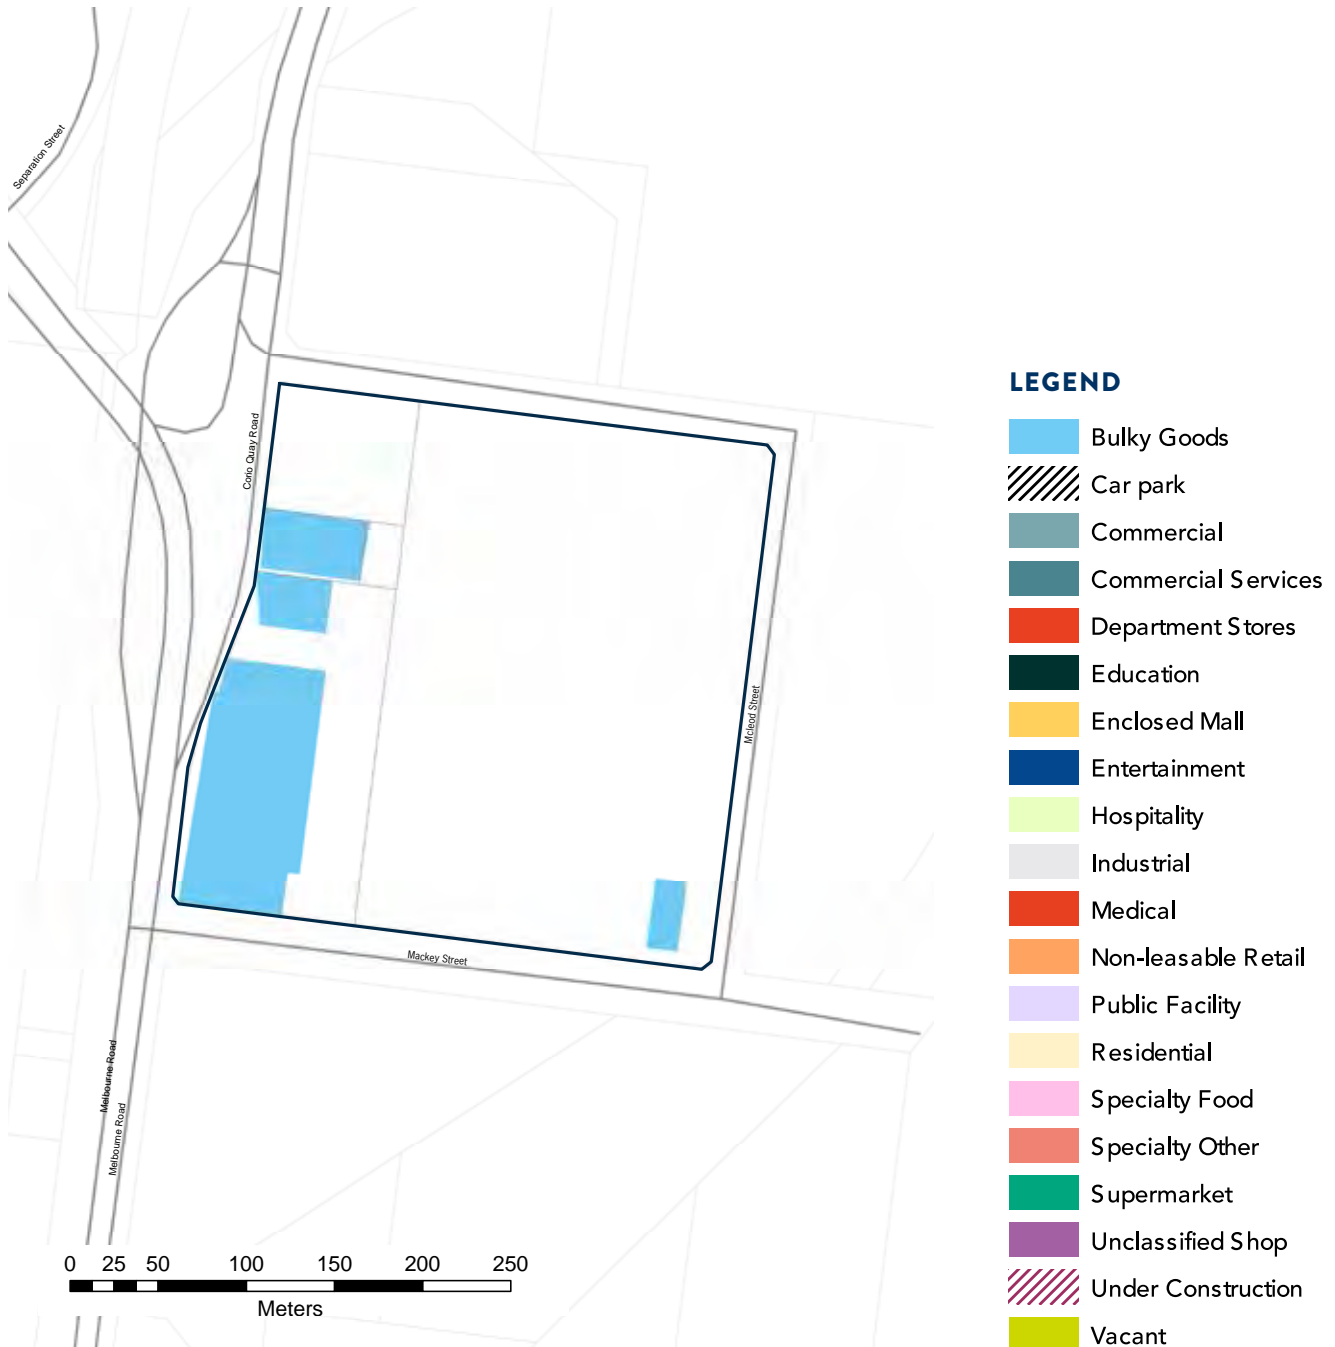 Separation Street
Corio Quay Road
Mcleod Street
Mackey Street
Melbourne Road
Melbourne Road
0 25 50 100 150 200 250
Meters
LEGEND
Bulky Goods
Car park
Commercial
Commercial Services
Department Stores
Education
Enclosed Mall
Entertainment
Hospitality
Industrial
Medical
Non-leasable Retail
Public Facility
Residential
Specialty Food
Specialty Other
Supermarket
Unclassified Shop
Under Construction
Vacant